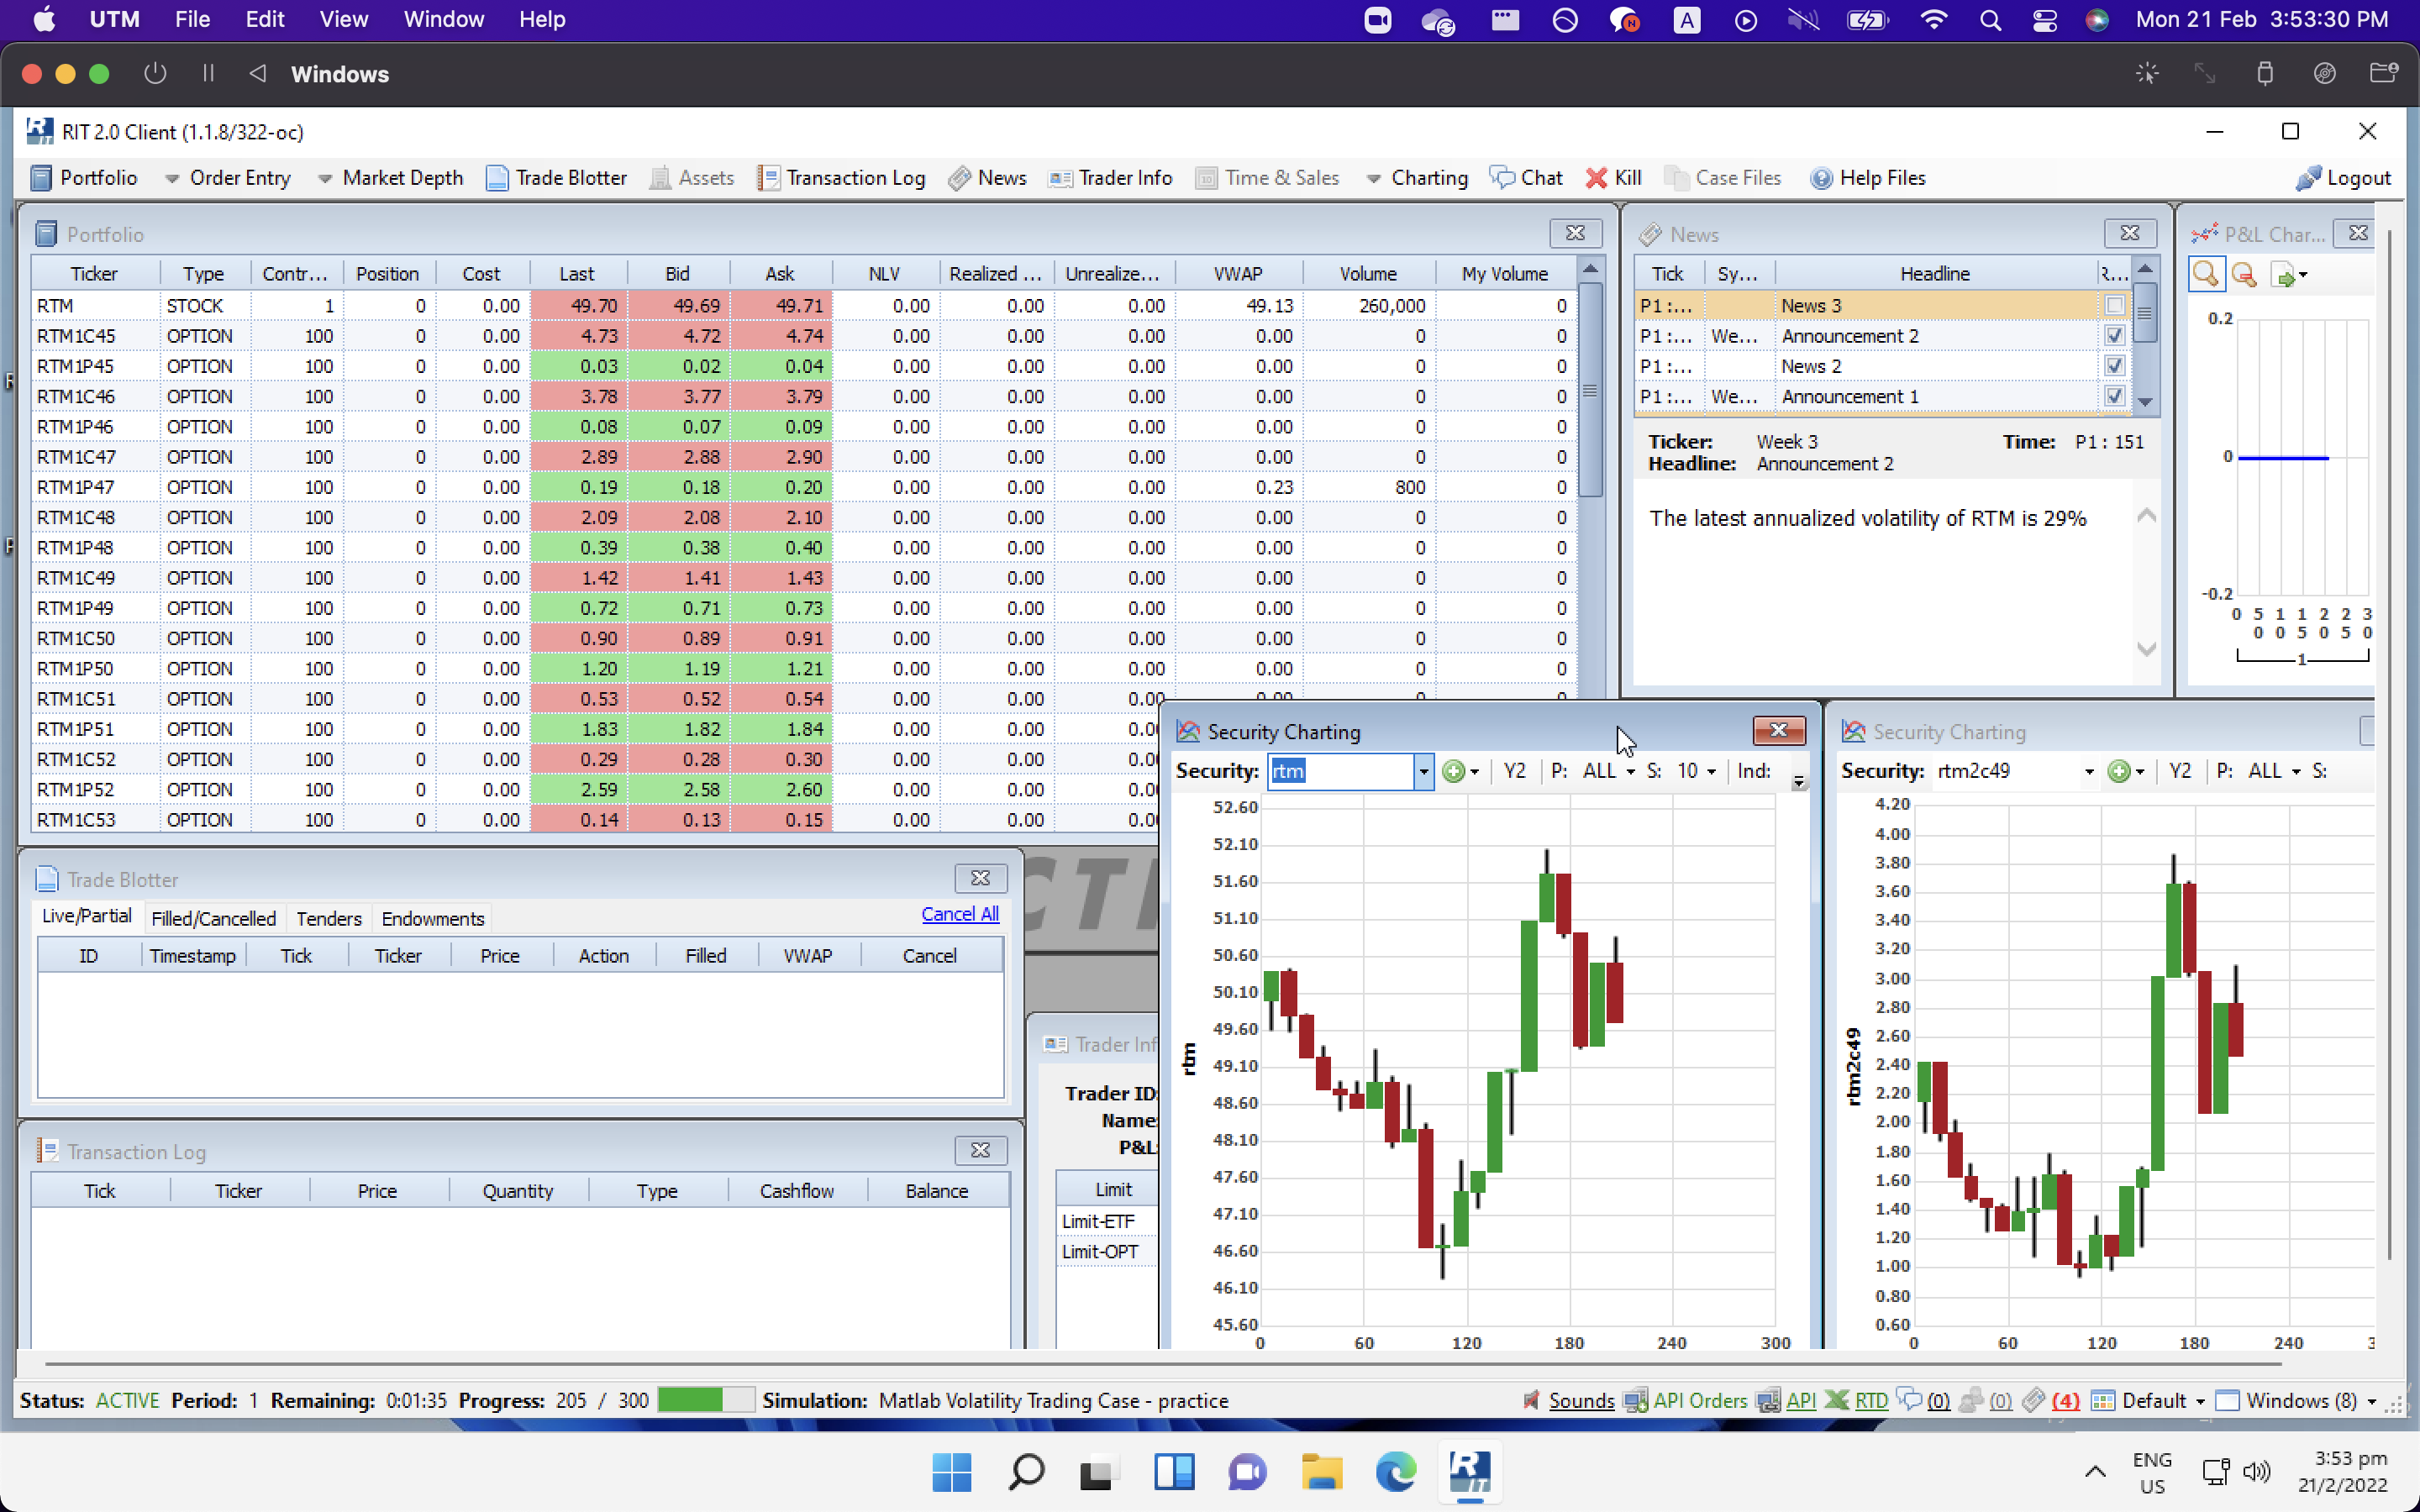 UTM File Edit View Window Help A Mon 21 Feb 3:53:30 PM
Windows
RIT 2.0 Client (1.1.8/322-oc)
Portfolio Order Entry Market Depth Trade Blotter Assets Transaction Log News Trader Info Time & Sales Charting Chat Kill Case Files Help Files Logout
Portfolio
Ticker Type Contr... Position Cost Last Bid Ask NLV Realized ... Unrealize... VWAP Volume My Volume
RTM STOCK 1 0 0.00 49.70 49.69 49.71 0.00 0.00 0.00 49.13 260,000 0
RTM1C45 OPTION 100 0 0.00 4.73 4.72 4.74 0.00 0.00 0.00 0.00 0 0
RTM1P45 OPTION 100 0 0.00 0.03 0.02 0.04 0.00 0.00 0.00 0.00 0 0
RTM1C46 OPTION 100 0 0.00 3.78 3.77 3.79 0.00 0.00 0.00 0.00 0 0
RTM1P46 OPTION 100 0 0.00 0.08 0.07 0.09 0.00 0.00 0.00 0.00 0 0
RTM1C47 OPTION 100 0 0.00 2.89 2.88 2.90 0.00 0.00 0.00 0.00 0 0
RTM1P47 OPTION 100 0 0.00 0.19 0.18 0.20 0.00 0.00 0.00 0.23 800 0
RTM1C48 OPTION 100 0 0.00 2.09 2.08 2.10 0.00 0.00 0.00 0.00 0 0
RTM1P48 OPTION 100 0 0.00 0.39 0.38 0.40 0.00 0.00 0.00 0.00 0 0
RTM1C49 OPTION 100 0 0.00 1.42 1.41 1.43 0.00 0.00 0.00 0.00 0 0
RTM1P49 OPTION 100 0 0.00 0.72 0.71 0.73 0.00 0.00 0.00 0.00 0 0
RTM1C50 OPTION 100 0 0.00 0.90 0.89 0.91 0.00 0.00 0.00 0.00 0 0
RTM1P50 OPTION 100 0 0.00 1.20 1.19 1.21 0.00 0.00 0.00 0.00 0 0
RTM1C51 OPTION 100 0 0.00 0.53 0.52 0.54 0.00 0.00 0.00 0.00 0 0
RTM1P51 OPTION 100 0 0.00 1.83 1.82 1.84 0.00 0.00 0.00
RTM1C52 OPTION 100 0 0.00 0.29 0.28 0.30 0.00 0.00 0.00
RTM1P52 OPTION 100 0 0.00 2.59 2.58 2.60 0.00 0.00 0.00
RTM1C53 OPTION 100 0 0.00 0.14 0.13 0.15 0.00 0.00 0.00
News
Tick Sy... Headline R...
P1 :... News 3
P1 :... We... Announcement 2
P1 :... News 2
P1 :... We... Announcement 1
Ticker: Week 3 Time: P1 : 151
Headline: Announcement 2
The latest annualized volatility of RTM is 29%
P&L Char...
0.2
0
-0.2
0 50 100 150 200 250 300
1
Trade Blotter
Live/Partial Filled/Cancelled Tenders Endowments Cancel All
ID Timestamp Tick Ticker Price Action Filled VWAP Cancel
Transaction Log
Tick Ticker Price Quantity Type Cashflow Balance
CTI
Trader Inf
Trader ID:
Name:
P&L:
Limit
Limit-ETF
Limit-OPT
Security Charting
Security: rtm Y2 P: ALL S: 10 Ind:
52.60
52.10
51.60
51.10
50.60
50.10
49.60
49.10
48.60
48.10
47.60
47.10
46.60
46.10
45.60
rtm
0 60 120 180 240 300
Security Charting
Security: rtm2c49 Y2 P: ALL S:
4.20
4.00
3.80
3.60
3.40
3.20
3.00
2.80
2.60
2.40
2.20
2.00
1.80
1.60
1.40
1.20
1.00
0.80
0.60
rtm2c49
0 60 120 180 240 3
Status: ACTIVE Period: 1 Remaining: 0:01:35 Progress: 205 / 300 Simulation: Matlab Volatility Trading Case - practice Sounds API Orders API RTD (0) (0) (4) Default Windows (8)
ENG
US
3:53 pm
21/2/2022